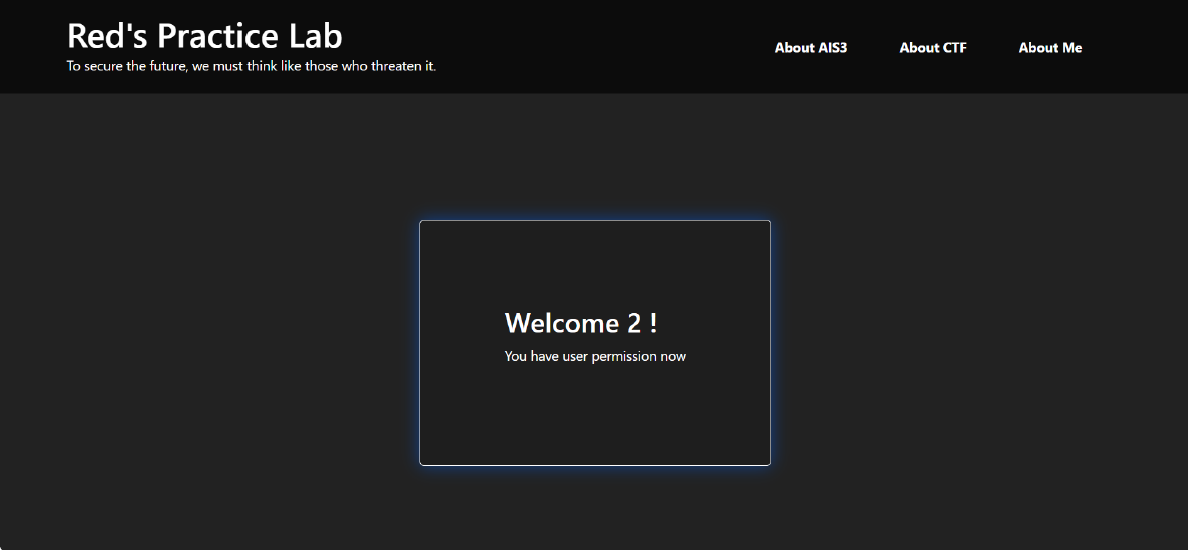 Red's Practice Lab
To secure the future, we must think like those who threaten it.
About AIS3
About CTF
About Me
Welcome 2 !
You have user permission now